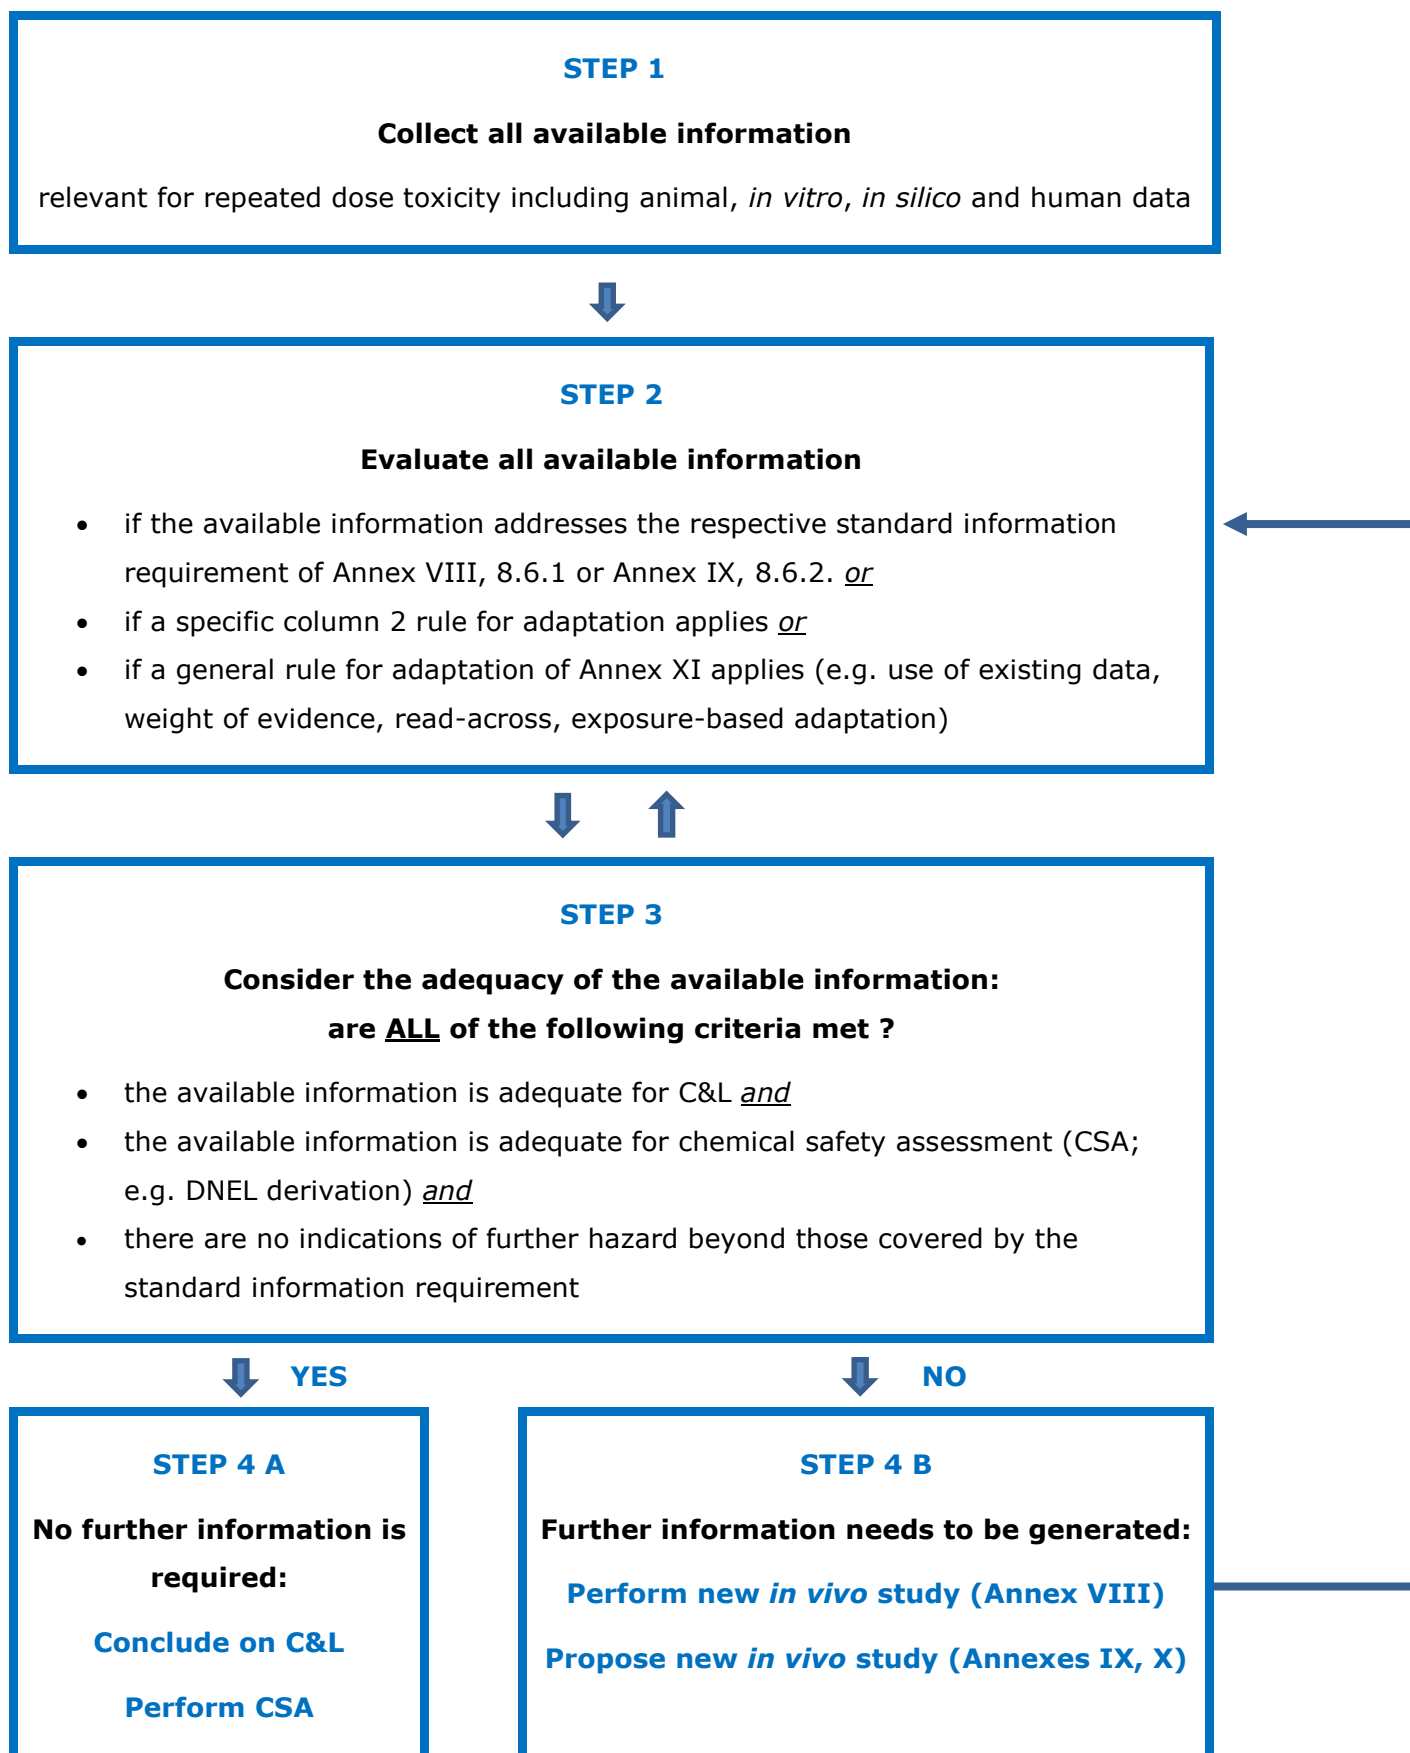 STEP 1
Collect all available information
relevant for repeated dose toxicity including animal, in vitro, in silico and human data
STEP 2
Evaluate all available information
• if the available information addresses the respective standard information
requirement of Annex VIII, 8.6.1 or Annex IX, 8.6.2. or
• if a specific column 2 rule for adaptation applies or
• if a general rule for adaptation of Annex XI applies (e.g. use of existing data,
weight of evidence, read-across, exposure-based adaptation)
STEP 3
Consider the adequacy of the available information:
are ALL of the following criteria met ?
• the available information is adequate for C&L and
• the available information is adequate for chemical safety assessment (CSA;
e.g. DNEL derivation) and
• there are no indications of further hazard beyond those covered by the
standard information requirement
YES
NO
STEP 4 A
No further information is
required:
Conclude on C&L
Perform CSA
STEP 4 B
Further information needs to be generated:
Perform new in vivo study (Annex VIII)
Propose new in vivo study (Annexes IX, X)